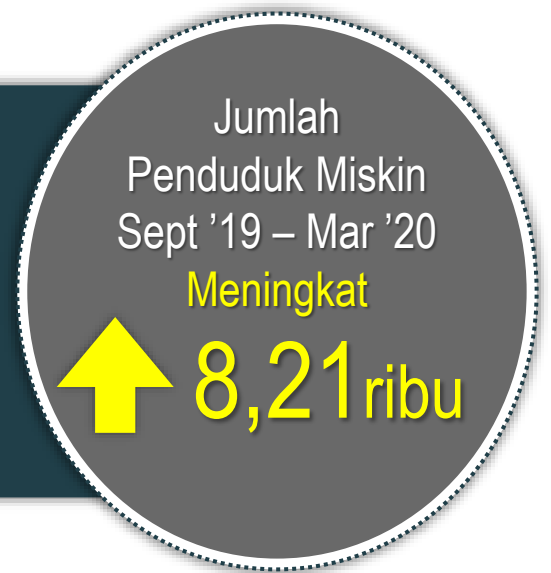 Jumlah
Penduduk Miskin
Sept ’19 – Mar ’20
Meningkat
8,21ribu